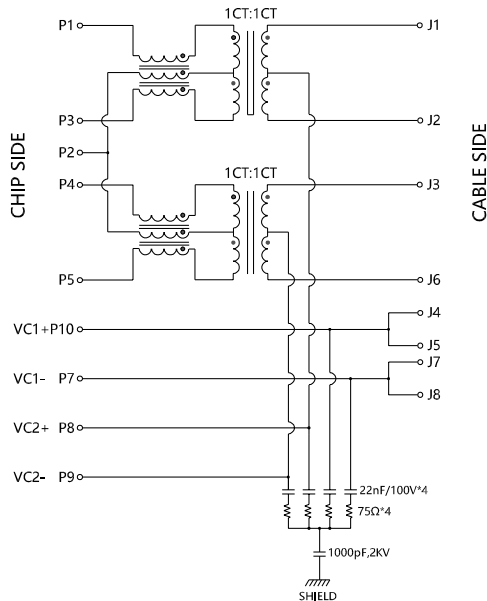 1CT:1CT
P1
J1
P3
J2
P2
1CT:1CT
P4
J3
CHIP SIDE
CABLE SIDE
P5
J6
J4
VC1+P10
J5
J7
VC1- P7
J8
VC2+ P8
VC2- P9
22nF/100V*4
75Ω*4
1000pF,2KV
SHIELD